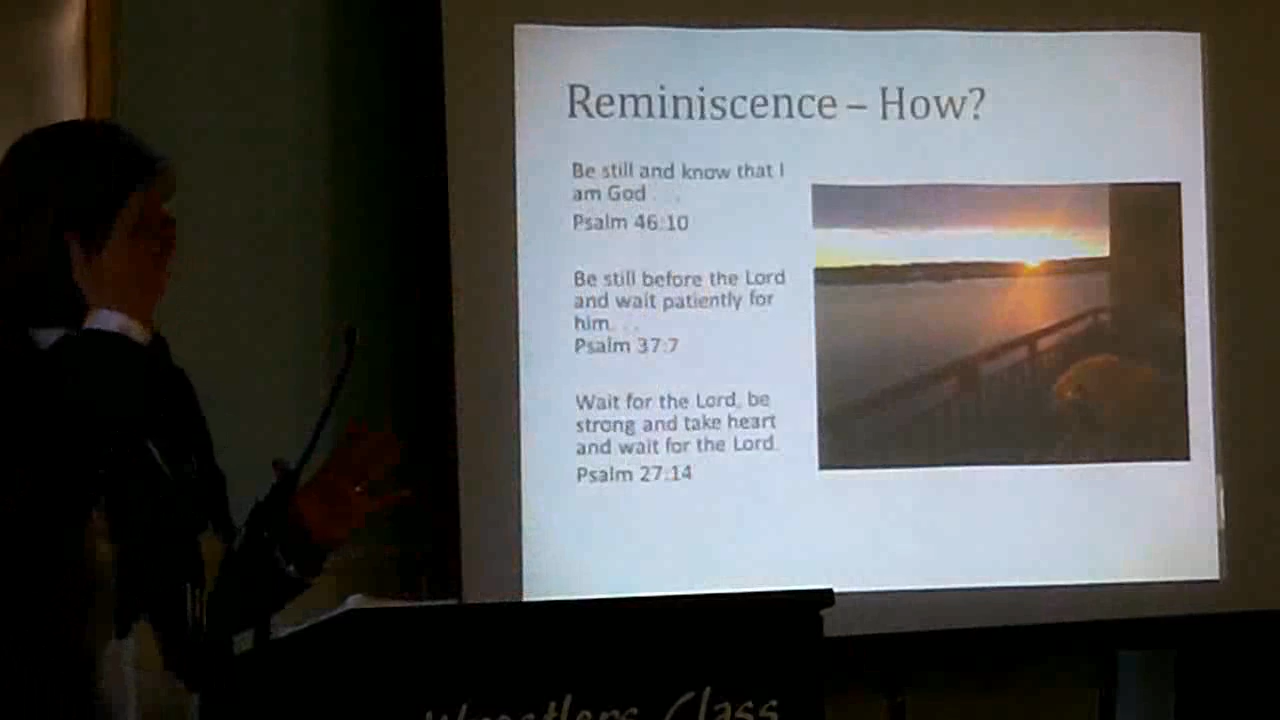 Reminiscence – How?
Be still and know that I
am God . . .
Psalm 46:10
Be still before the Lord
and wait patiently for
him. . .
Psalm 37:7
Wait for the Lord, be
strong and take heart
and wait for the Lord.
Psalm 27:14
Wrestlers Class